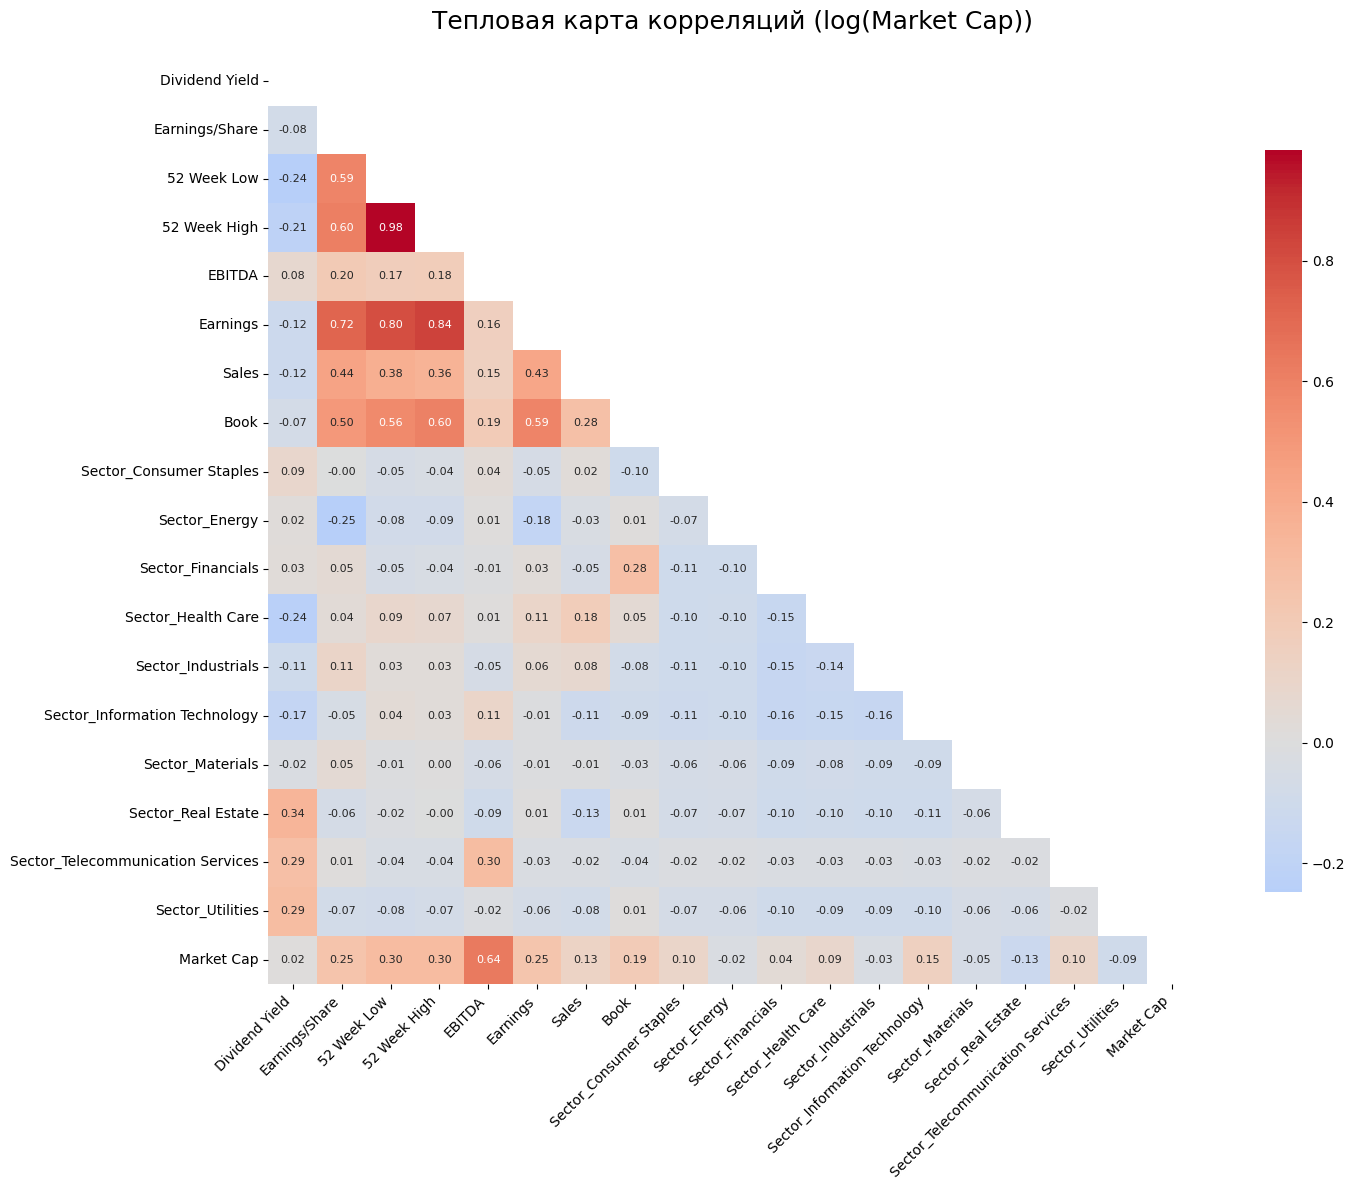 Тепловая карта корреляций (log(Market Cap))
Dividend Yield
Earnings/Share -0.08
52 Week Low -0.24 0.59
52 Week High -0.21 0.60 0.98
EBITDA 0.08 0.20 0.17 0.18
Earnings -0.12 0.72 0.80 0.84 0.16
Sales -0.12 0.44 0.38 0.36 0.15 0.43
Book -0.07 0.50 0.56 0.60 0.19 0.59 0.28
Sector_Consumer Staples 0.09 -0.00 -0.05 -0.04 0.04 -0.05 0.02 -0.10
Sector_Energy 0.02 -0.25 -0.08 -0.09 0.01 -0.18 -0.03 0.01 -0.07
Sector_Financials 0.03 0.05 -0.05 -0.04 -0.01 0.03 -0.05 0.28 -0.11 -0.10
Sector_Health Care -0.24 0.04 0.09 0.07 0.01 0.11 0.18 0.05 -0.10 -0.10 -0.15
Sector_Industrials -0.11 0.11 0.03 0.03 -0.05 0.06 0.08 -0.08 -0.11 -0.10 -0.15 -0.14
Sector_Information Technology -0.17 -0.05 0.04 0.03 0.11 -0.01 -0.11 -0.09 -0.11 -0.10 -0.16 -0.15 -0.16
Sector_Materials -0.02 0.05 -0.01 0.00 -0.06 -0.01 -0.01 -0.03 -0.06 -0.06 -0.09 -0.08 -0.09 -0.09
Sector_Real Estate 0.34 -0.06 -0.02 -0.00 -0.09 0.01 -0.13 0.01 -0.07 -0.07 -0.10 -0.10 -0.10 -0.11 -0.06
Sector_Telecommunication Services 0.29 0.01 -0.04 -0.04 0.30 -0.03 -0.02 -0.04 -0.02 -0.02 -0.03 -0.03 -0.03 -0.03 -0.02 -0.02
Sector_Utilities 0.29 -0.07 -0.08 -0.07 -0.02 -0.06 -0.08 0.01 -0.07 -0.06 -0.10 -0.09 -0.09 -0.10 -0.06 -0.06 -0.02
Market Cap 0.02 0.25 0.30 0.30 0.64 0.25 0.13 0.19 0.10 -0.02 0.04 0.09 -0.03 0.15 -0.05 -0.13 0.10 -0.09
Dividend Yield
Earnings/Share
52 Week Low
52 Week High
EBITDA
Earnings
Sales
Book
Sector_Consumer Staples
Sector_Energy
Sector_Financials
Sector_Health Care
Sector_Industrials
Sector_Information Technology
Sector_Materials
Sector_Real Estate
Sector_Telecommunication Services
Sector_Utilities
Market Cap
0.8
0.6
0.4
0.2
0.0
−0.2